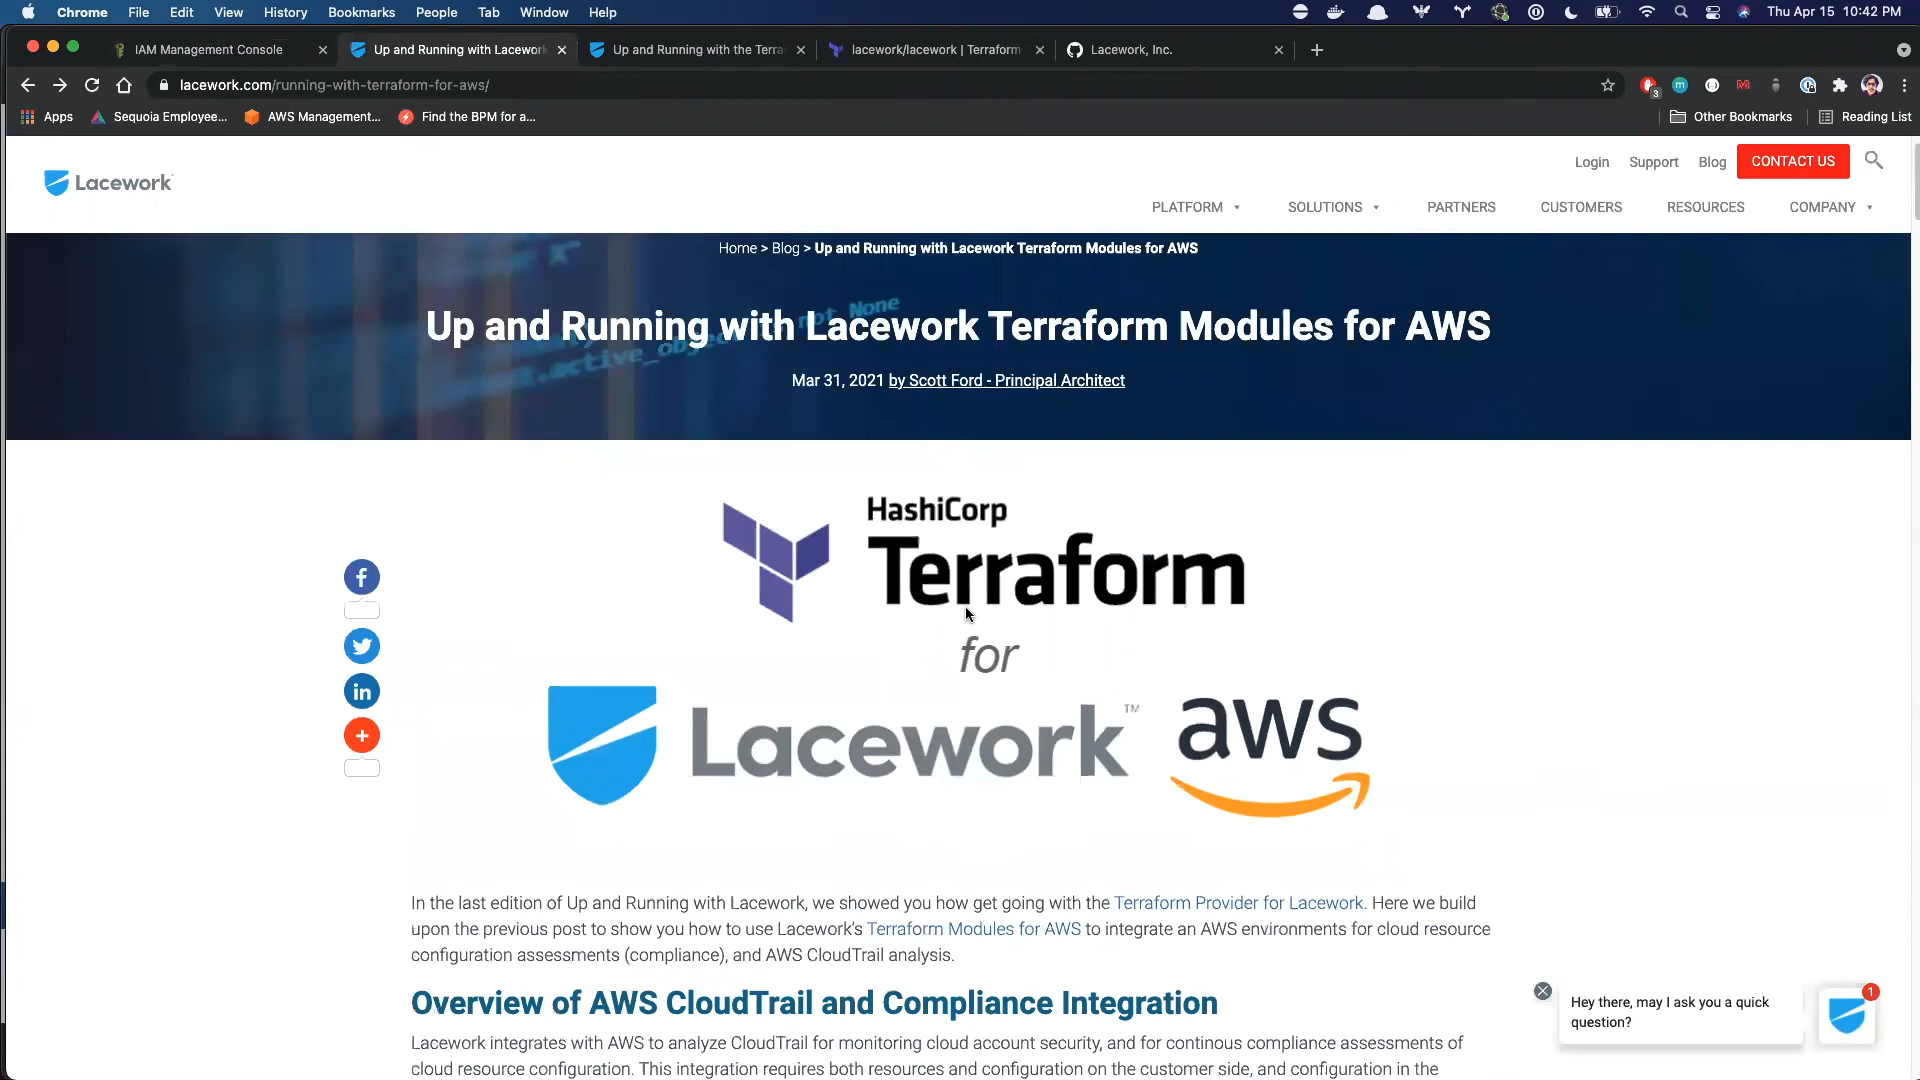 Chrome File Edit View History Bookmarks People Tab Window Help Thu Apr 15 10:42 PM
IAM Management Console Up and Running with Lacework Up and Running with the Terra lacework/lacework | Terraform Lacework, Inc.
lacework.com/running-with-terraform-for-aws/ 3
Apps Sequoia Employee... AWS Management... Find the BPM for a... Other Bookmarks Reading List
Login Support Blog CONTACT US
Lacework
PLATFORM SOLUTIONS PARTNERS CUSTOMERS RESOURCES COMPANY
Home > Blog > Up and Running with Lacework Terraform Modules for AWS
Up and Running with Lacework Terraform Modules for AWS
Mar 31, 2021 by Scott Ford - Principal Architect
HashiCorp
Terraform
for
Lacework™ aws
In the last edition of Up and Running with Lacework, we showed you how get going with the Terraform Provider for Lacework. Here we build
upon the previous post to show you how to use Lacework's Terraform Modules for AWS to integrate an AWS environments for cloud resource
configuration assessments (compliance), and AWS CloudTrail analysis.
Overview of AWS CloudTrail and Compliance Integration
Lacework integrates with AWS to analyze CloudTrail for monitoring cloud account security, and for continous compliance assessments of
cloud resource configuration. This integration requires both resources and configuration on the customer side, and configuration in the
Hey there, may I ask you a quick
question?
1